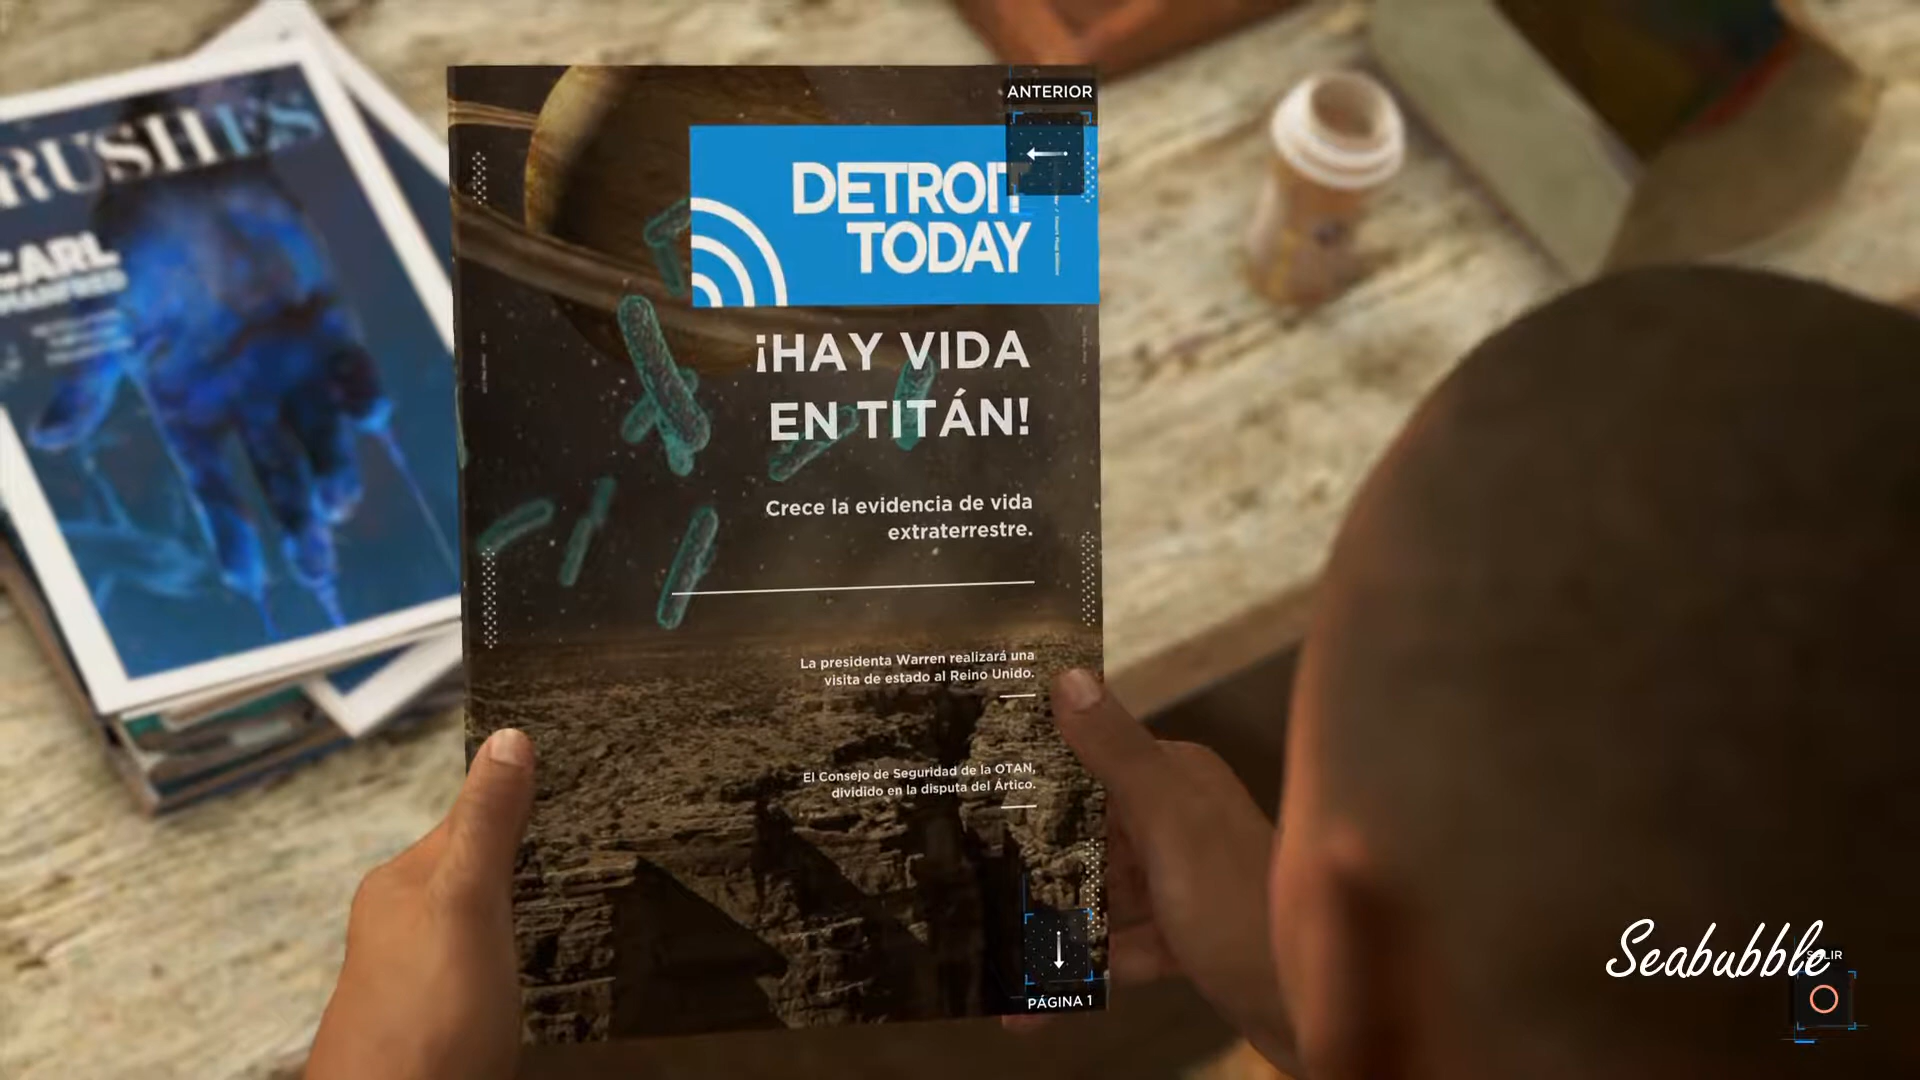 RUSHES
CARL
MANFRED
ANTERIOR
DETROIT
TODAY
¡HAY VIDA
EN TITÁN!
Crece la evidencia de vida
extraterrestre.
La presidenta Warren realizará una
visita de estado al Reino Unido.
El Consejo de Seguridad de la OTAN,
dividido en la disputa del Ártico.
PÁGINA 1
Seabubble
SALIR